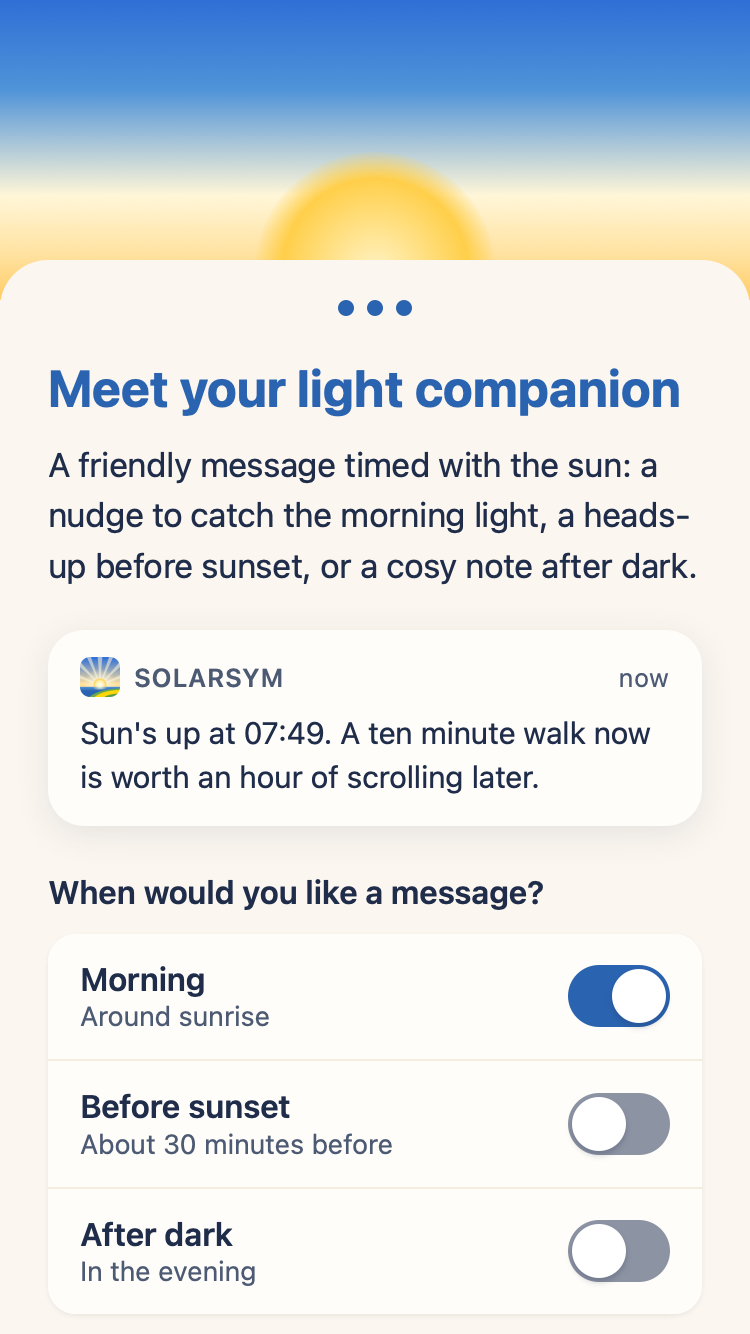 Meet your light companion
A friendly message timed with the sun: a
nudge to catch the morning light, a heads-
up before sunset, or a cosy note after dark.
SOLARSYM now
Sun's up at 07:49. A ten minute walk now
is worth an hour of scrolling later.
When would you like a message?
Morning
Around sunrise
Before sunset
About 30 minutes before
After dark
In the evening